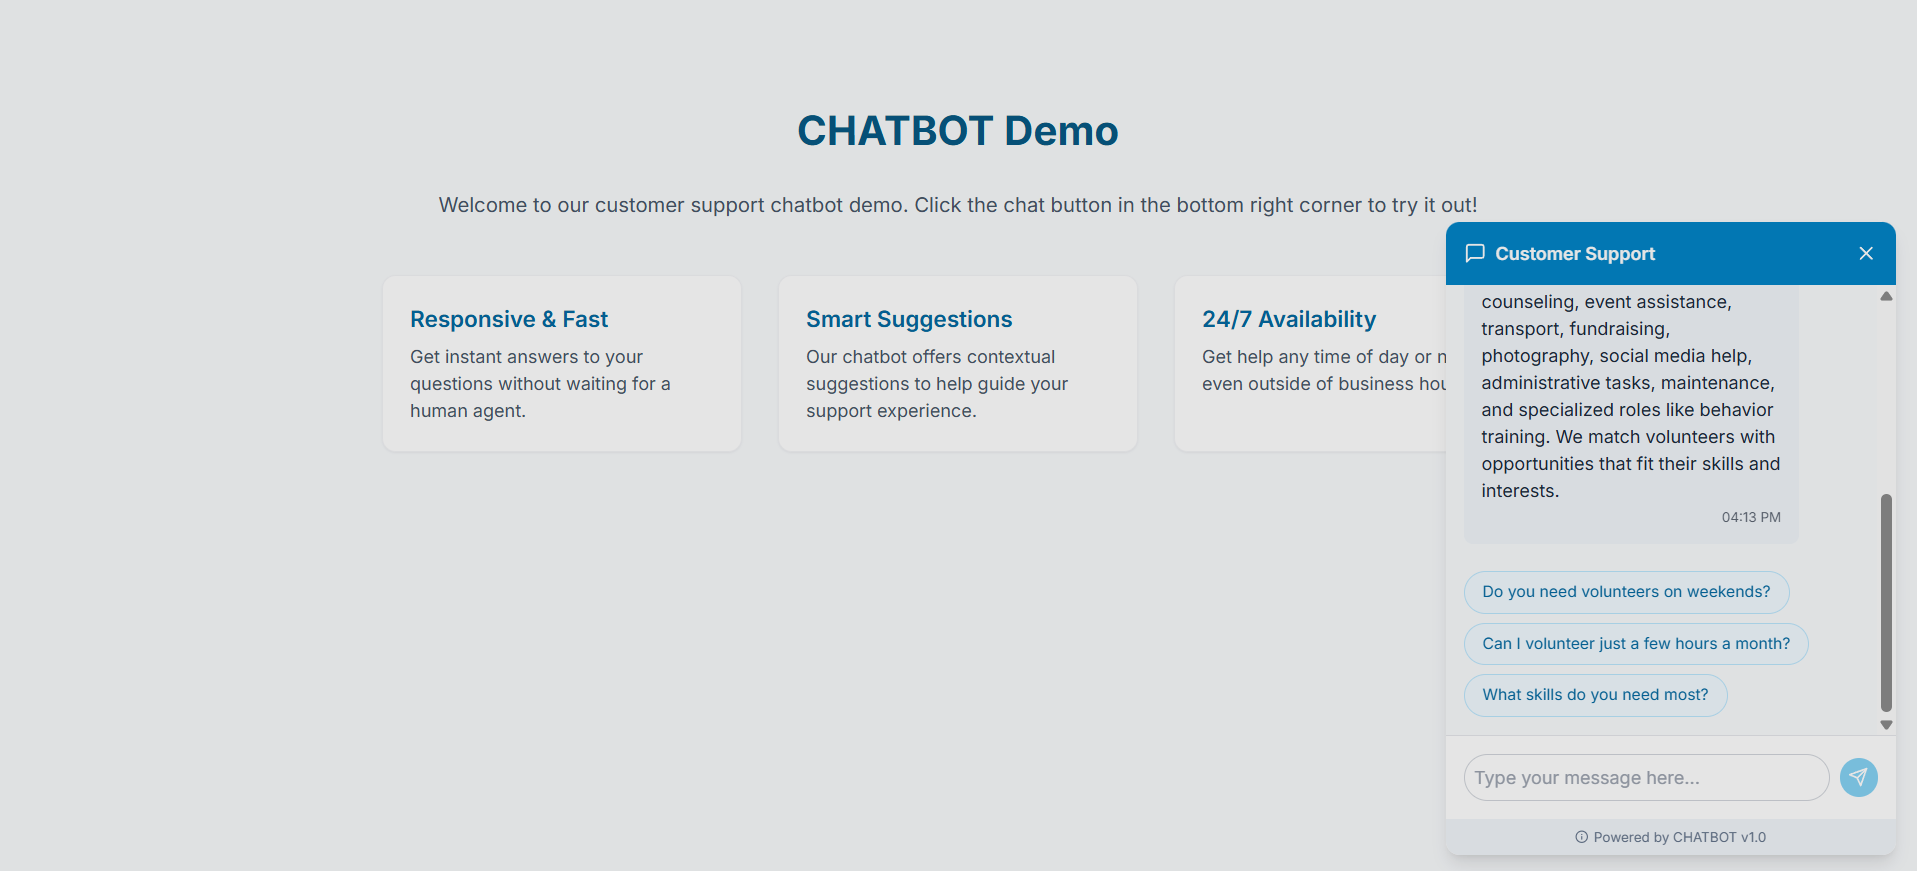 CHATBOT Demo
Welcome to our customer support chatbot demo. Click the chat button in the bottom right corner to try it out!
Responsive & Fast
Get instant answers to your
questions without waiting for a
human agent.
Smart Suggestions
Our chatbot offers contextual
suggestions to help guide your
support experience.
24/7 Availability
Get help any time of day or
even outside of business
Customer Support
counseling, event assistance,
transport, fundraising,
photography, social media help,
administrative tasks, maintenance,
and specialized roles like behavior
training. We match volunteers with
opportunities that fit their skills and
interests.
04:13 PM
Do you need volunteers on weekends?
Can I volunteer just a few hours a month?
What skills do you need most?
Type your message here...
Powered by CHATBOT v1.0